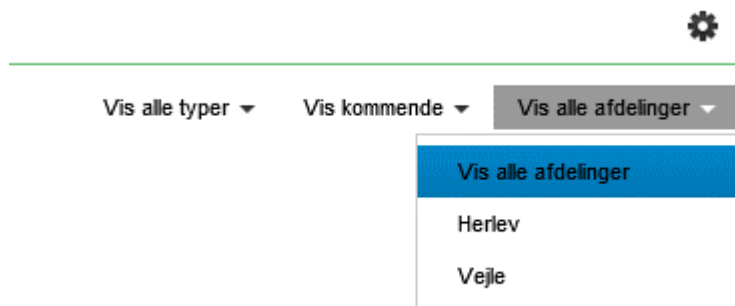 Vis alle typer Vis kommende Vis alle afdelinger
Vis alle afdelinger
Herlev
Vejle